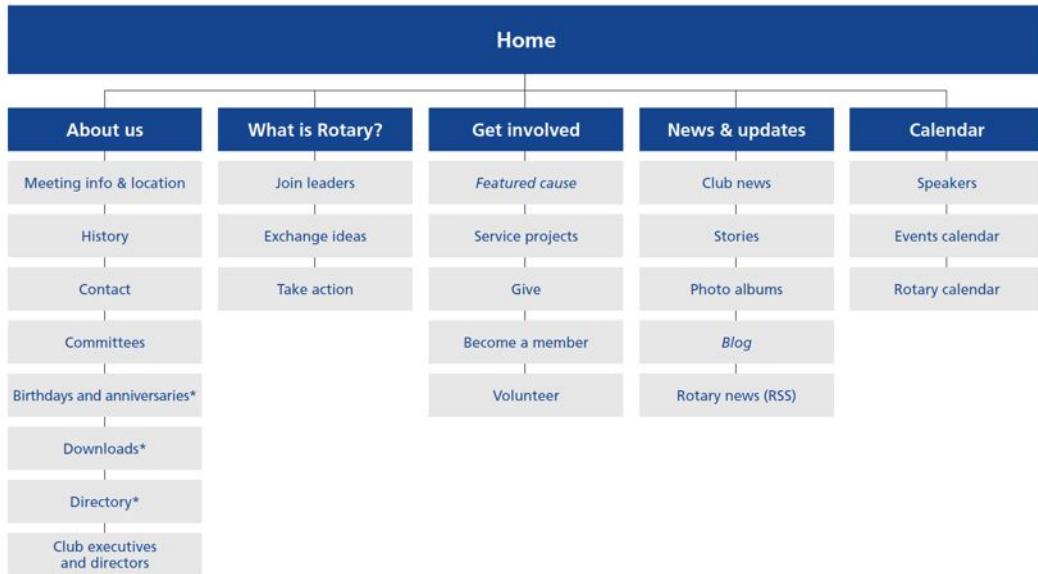 Home
About us
Meeting info & location
History
Contact
Committees
Birthdays and anniversaries*
Downloads*
Directory*
Club executives
and directors
What is Rotary?
Join leaders
Exchange ideas
Take action
Get involved
Featured cause
Service projects
Give
Become a member
Volunteer
News & updates
Club news
Stories
Photo albums
Blog
Rotary news (RSS)
Calendar
Speakers
Events calendar
Rotary calendar